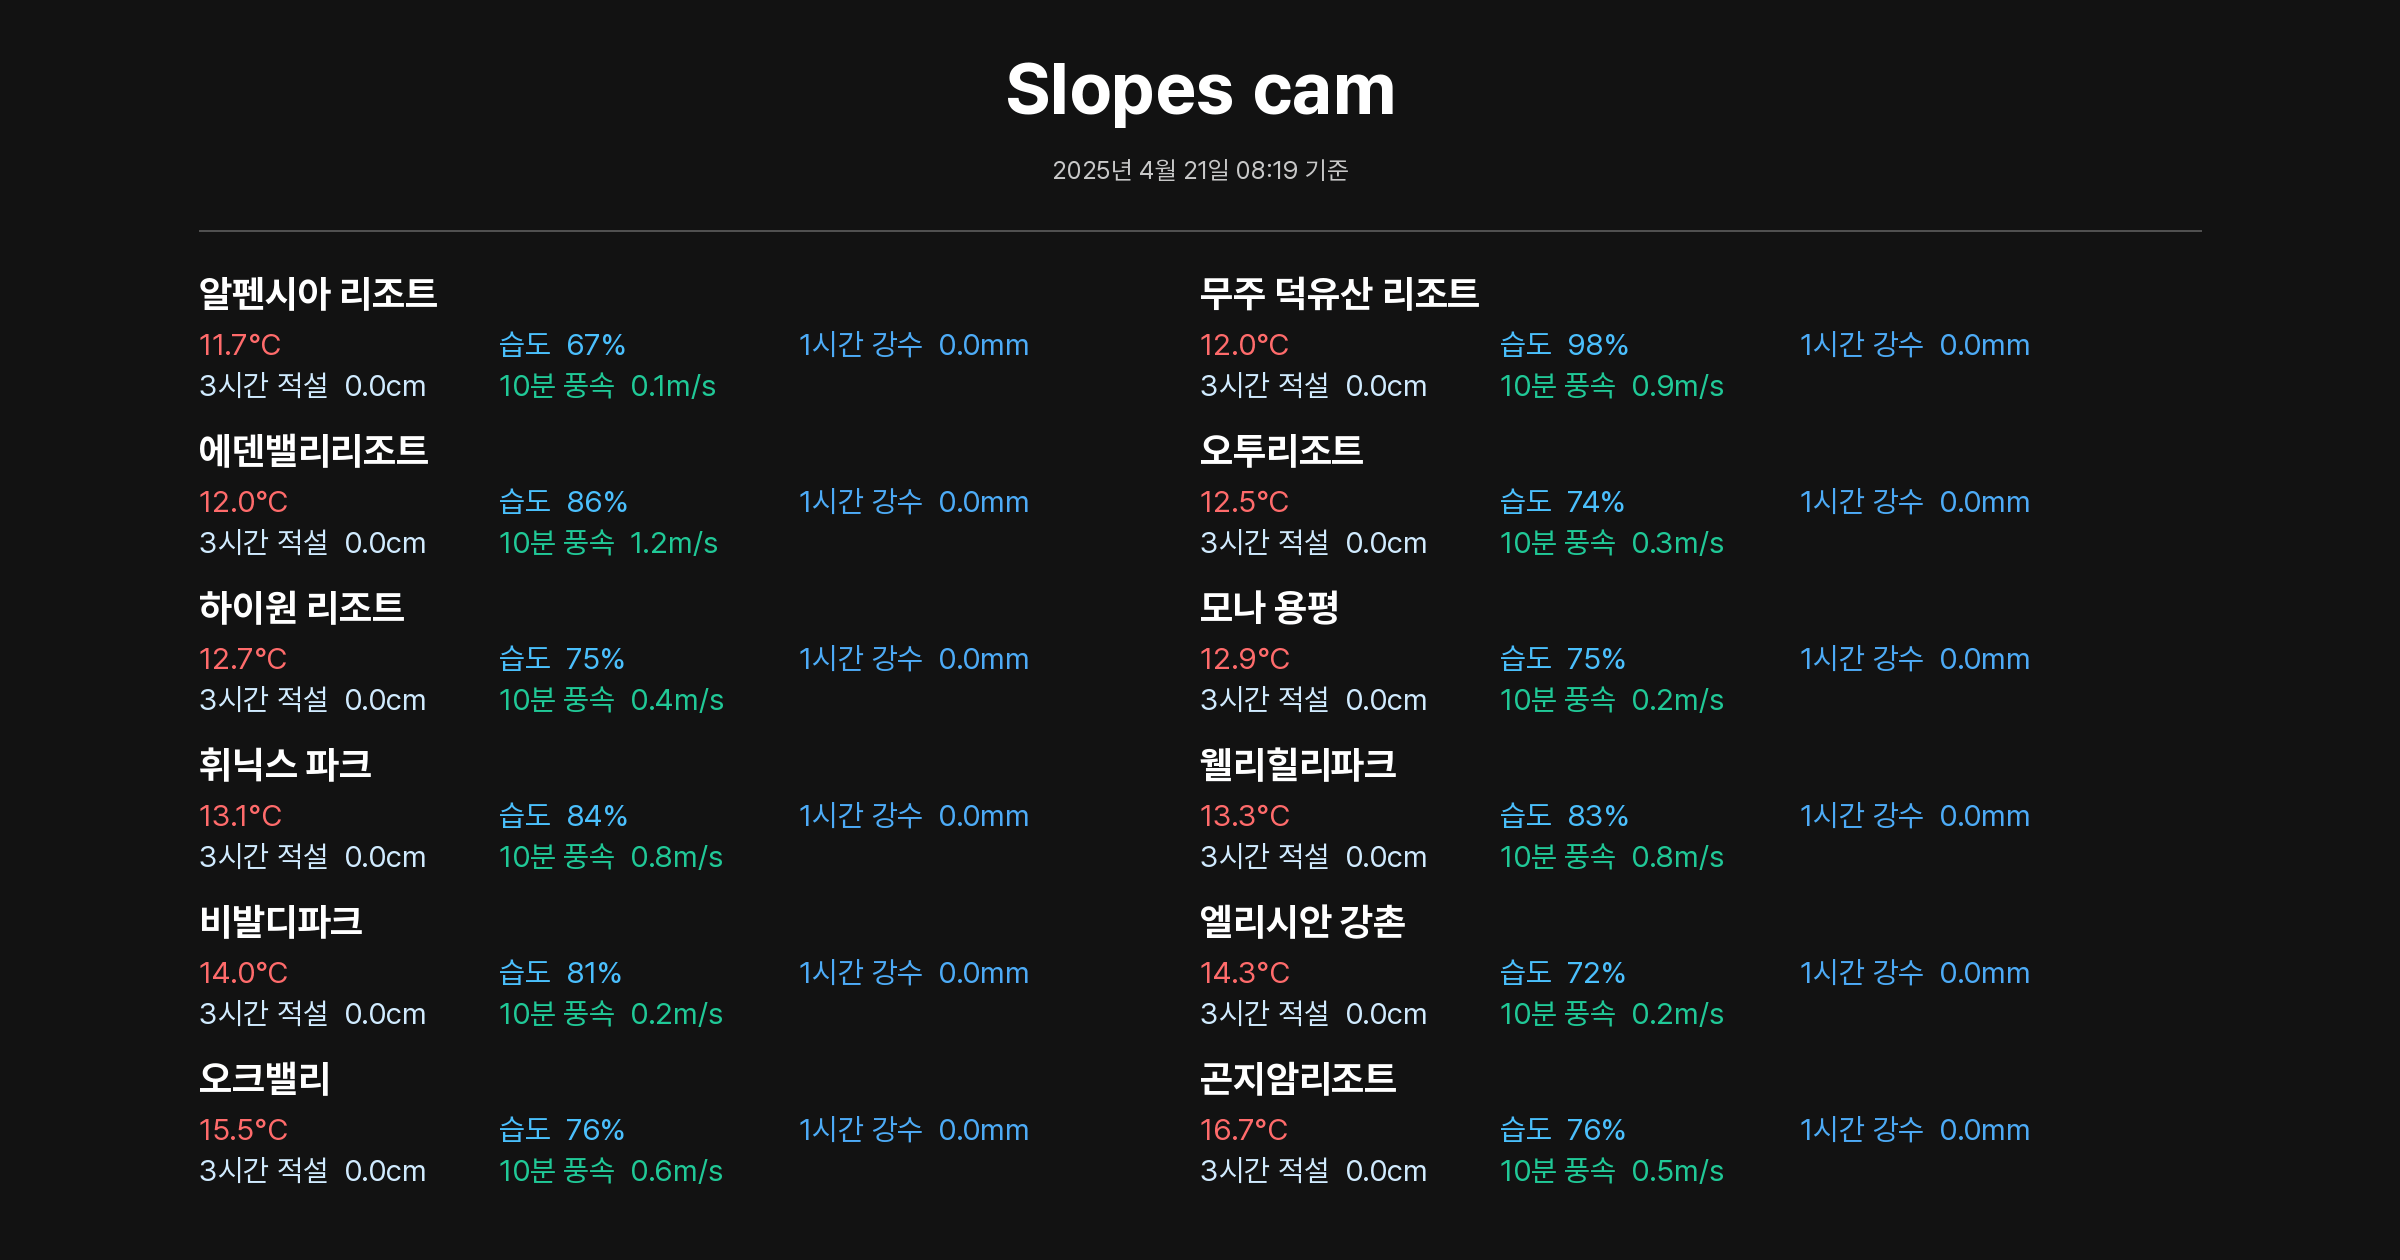 Slopes cam
2025년 4월 21일 08:19 기준
알펜시아 리조트
11.7°C 습도 67% 1시간 강수 0.0mm
3시간 적설 0.0cm 10분 풍속 0.1m/s
무주 덕유산 리조트
12.0°C 습도 98% 1시간 강수 0.0mm
3시간 적설 0.0cm 10분 풍속 0.9m/s
에덴밸리리조트
12.0°C 습도 86% 1시간 강수 0.0mm
3시간 적설 0.0cm 10분 풍속 1.2m/s
오투리조트
12.5°C 습도 74% 1시간 강수 0.0mm
3시간 적설 0.0cm 10분 풍속 0.3m/s
하이원 리조트
12.7°C 습도 75% 1시간 강수 0.0mm
3시간 적설 0.0cm 10분 풍속 0.4m/s
모나 용평
12.9°C 습도 75% 1시간 강수 0.0mm
3시간 적설 0.0cm 10분 풍속 0.2m/s
휘닉스 파크
13.1°C 습도 84% 1시간 강수 0.0mm
3시간 적설 0.0cm 10분 풍속 0.8m/s
웰리힐리파크
13.3°C 습도 83% 1시간 강수 0.0mm
3시간 적설 0.0cm 10분 풍속 0.8m/s
비발디파크
14.0°C 습도 81% 1시간 강수 0.0mm
3시간 적설 0.0cm 10분 풍속 0.2m/s
엘리시안 강촌
14.3°C 습도 72% 1시간 강수 0.0mm
3시간 적설 0.0cm 10분 풍속 0.2m/s
오크밸리
15.5°C 습도 76% 1시간 강수 0.0mm
3시간 적설 0.0cm 10분 풍속 0.6m/s
곤지암리조트
16.7°C 습도 76% 1시간 강수 0.0mm
3시간 적설 0.0cm 10분 풍속 0.5m/s